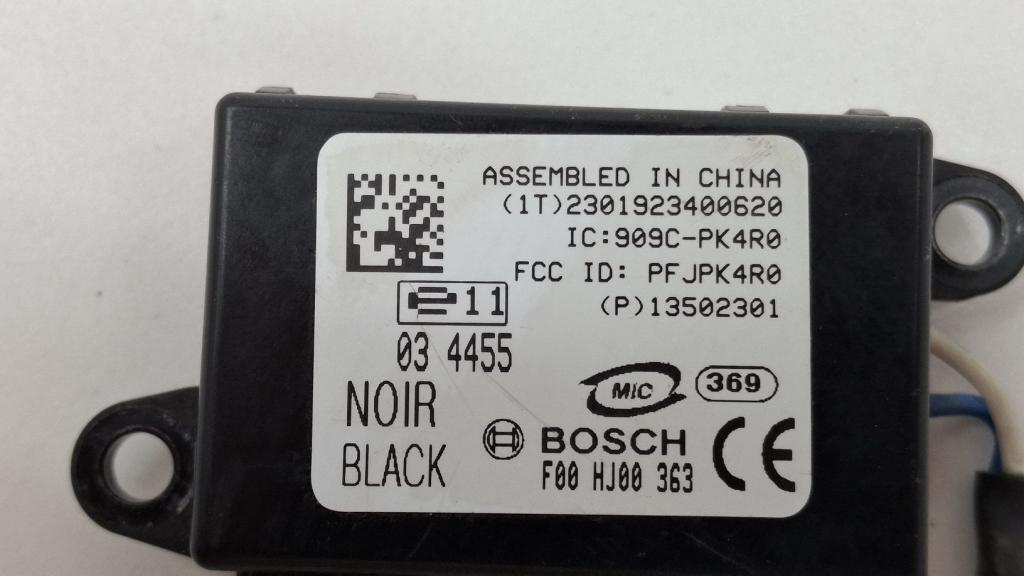 ASSEMBLED IN CHINA
(1T)2301923400620
IC:909C-PK4R0
FCC ID: PFJPK4R0
(P)13502301
11
03 4455
NOIR
BLACK
MIC
369
BOSCH
F00 HJ00 363
CE